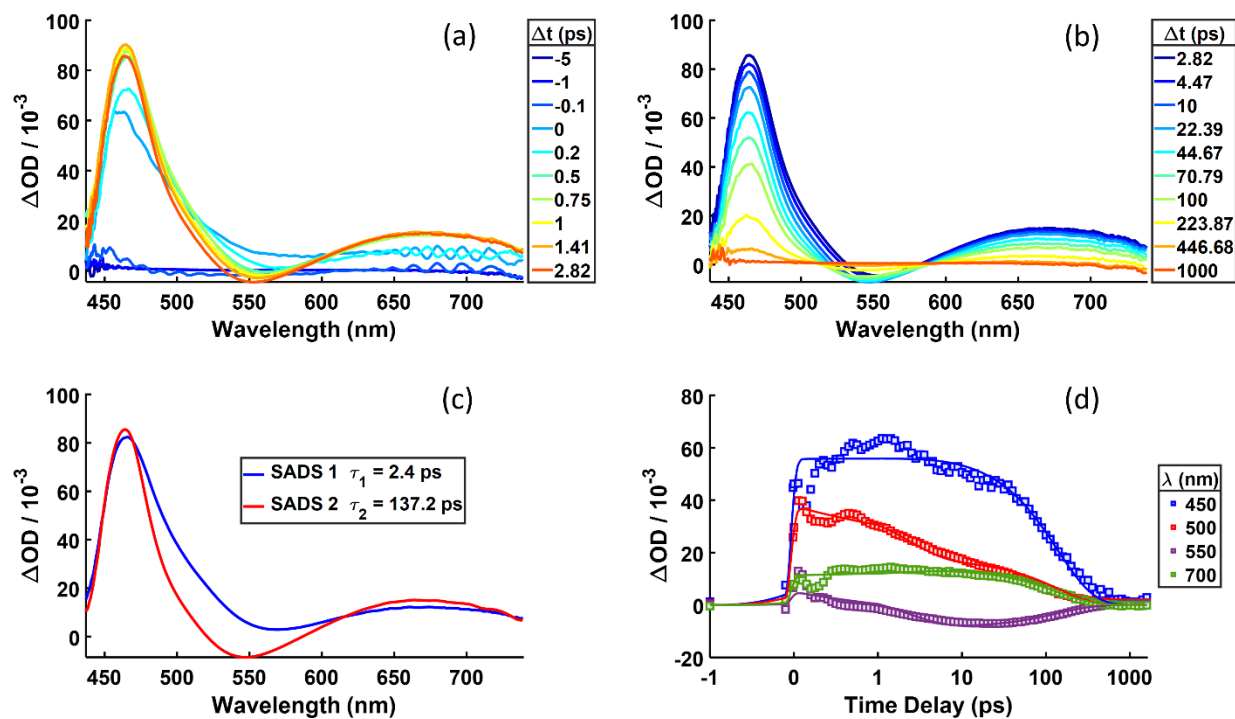 (a)
100
80
60
40
20
0
ΔOD / 10⁻³
450 500 550 600 650 700
Wavelength (nm)
Δt (ps)
-5
-1
-0.1
0
0.2
0.5
0.75
1
1.41
2.82
(b)
100
80
60
40
20
0
ΔOD / 10⁻³
450 500 550 600 650 700
Wavelength (nm)
Δt (ps)
2.82
4.47
10
22.39
44.67
70.79
100
223.87
446.68
1000
(c)
100
80
60
40
20
0
ΔOD / 10⁻³
SADS 1 τ₁ = 2.4 ps
SADS 2 τ₂ = 137.2 ps
450 500 550 600 650 700
Wavelength (nm)
(d)
80
60
40
20
0
-20
ΔOD / 10⁻³
-1 0 1 10 100 1000
Time Delay (ps)
λ (nm)
450
500
550
700